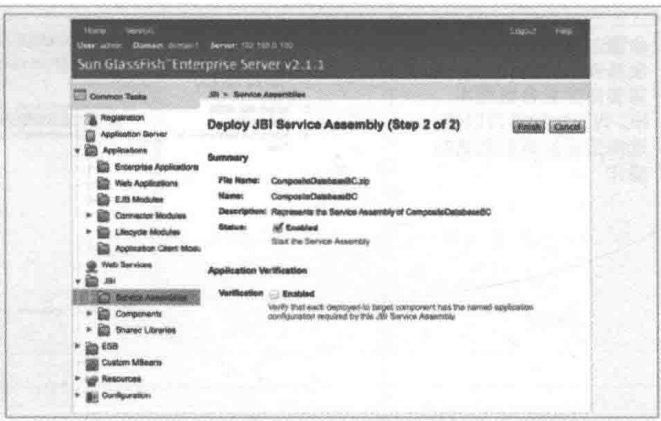 Home Version
Logout Help
User: admin Domain: domain1 Server: 192.168.0.100
Sun GlassFish™ Enterprise Server v2.1.1
Common Tasks
Registration
Application Server
Applications
Enterprise Applications
Web Applications
EJB Modules
Connector Modules
Lifecycle Modules
Application Client Modu
Web Services
JBI
Service Assemblies
Components
Shared Libraries
ESB
Custom MBeans
Resources
Configuration
JBI > Service Assemblies
Deploy JBI Service Assembly (Step 2 of 2)
Finish Cancel
Summary
File Name: CompositeDatabaseBC.zip
Name: CompositeDatabaseBC
Description: Represents the Service Assembly of CompositeDatabaseBC
Status: Enabled
Start the Service Assembly
Application Verification
Verification Enabled
Verify that each deployed-to target component has the named application
configuration required by this JBI Service Assembly